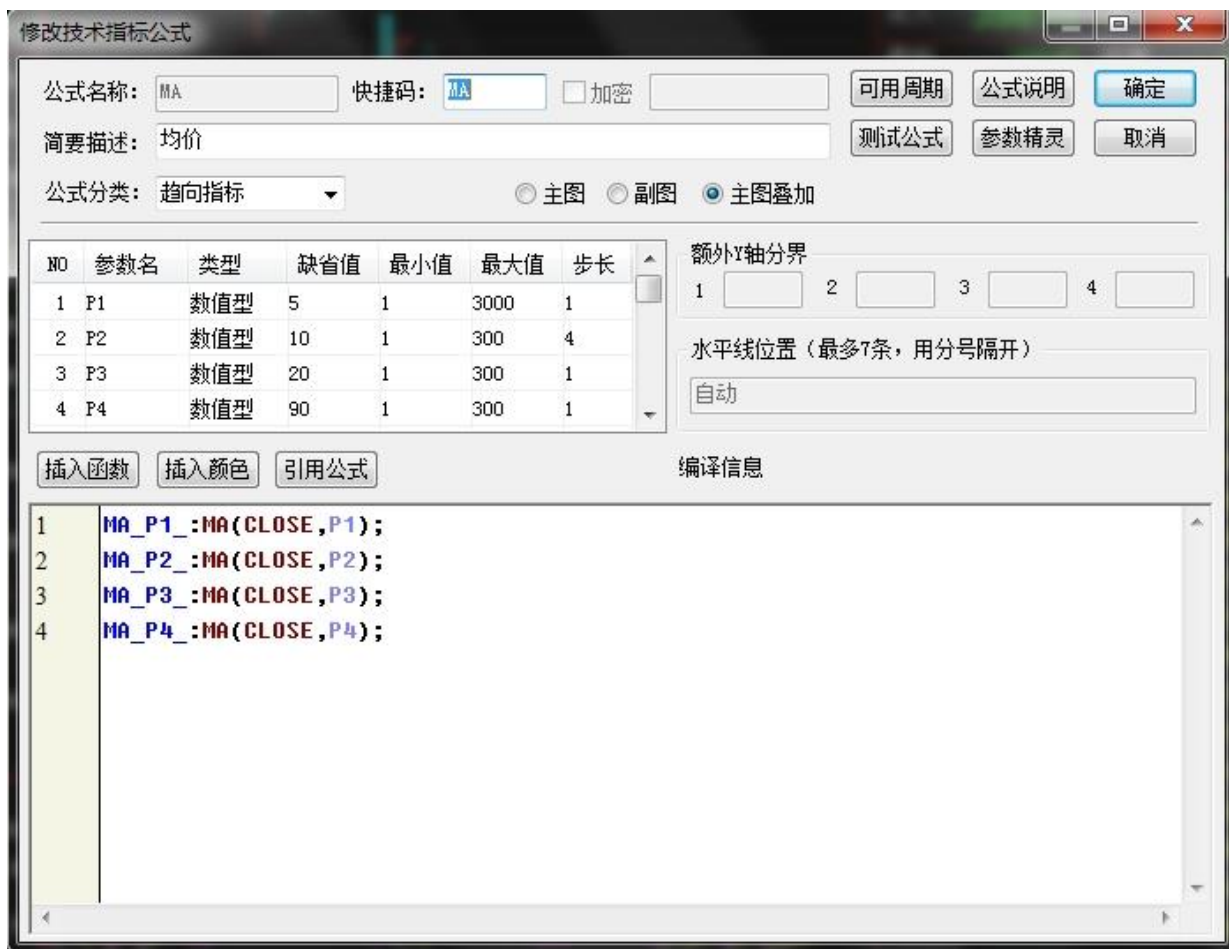 修改技术指标公式
公式名称： MA 快捷码： MA 加密 可用周期 公式说明 确定
简要描述： 均价 测试公式 参数精灵 取消
公式分类： 趋向指标 主图 副图 主图叠加
NO 参数名 类型 缺省值 最小值 最大值 步长
1 P1 数值型 5 1 3000 1
2 P2 数值型 10 1 300 4
3 P3 数值型 20 1 300 1
4 P4 数值型 90 1 300 1
额外Y轴分界
1 2 3 4
水平线位置（最多7条，用分号隔开）
自动
插入函数 插入颜色 引用公式 编译信息
1 MA_P1_:MA(CLOSE,P1);
2 MA_P2_:MA(CLOSE,P2);
3 MA_P3_:MA(CLOSE,P3);
4 MA_P4_:MA(CLOSE,P4);